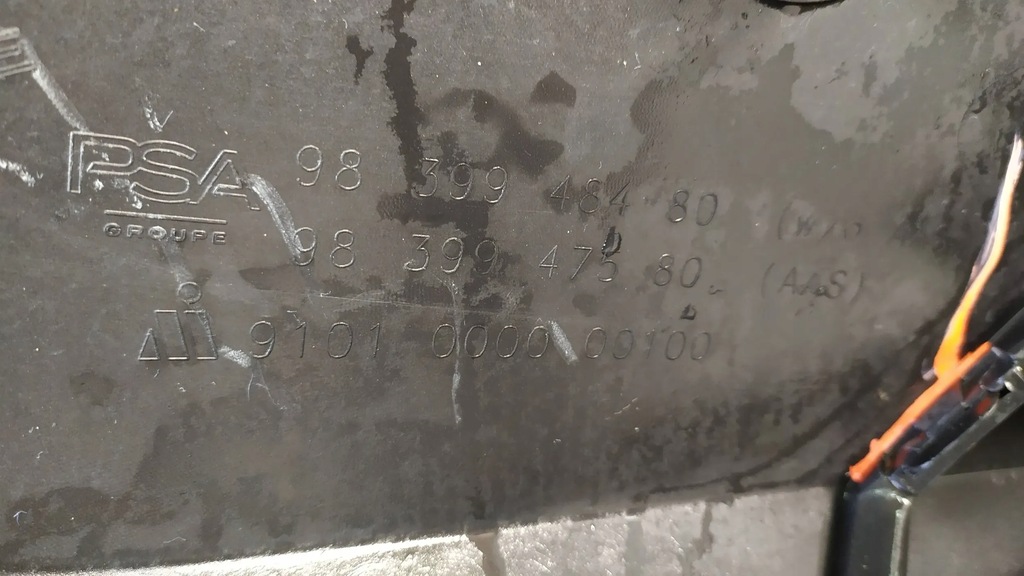 PSA 98 399 484 80 (W/O)
GROUPE
98 399 475 80 (AAS)
9101 0000 00100